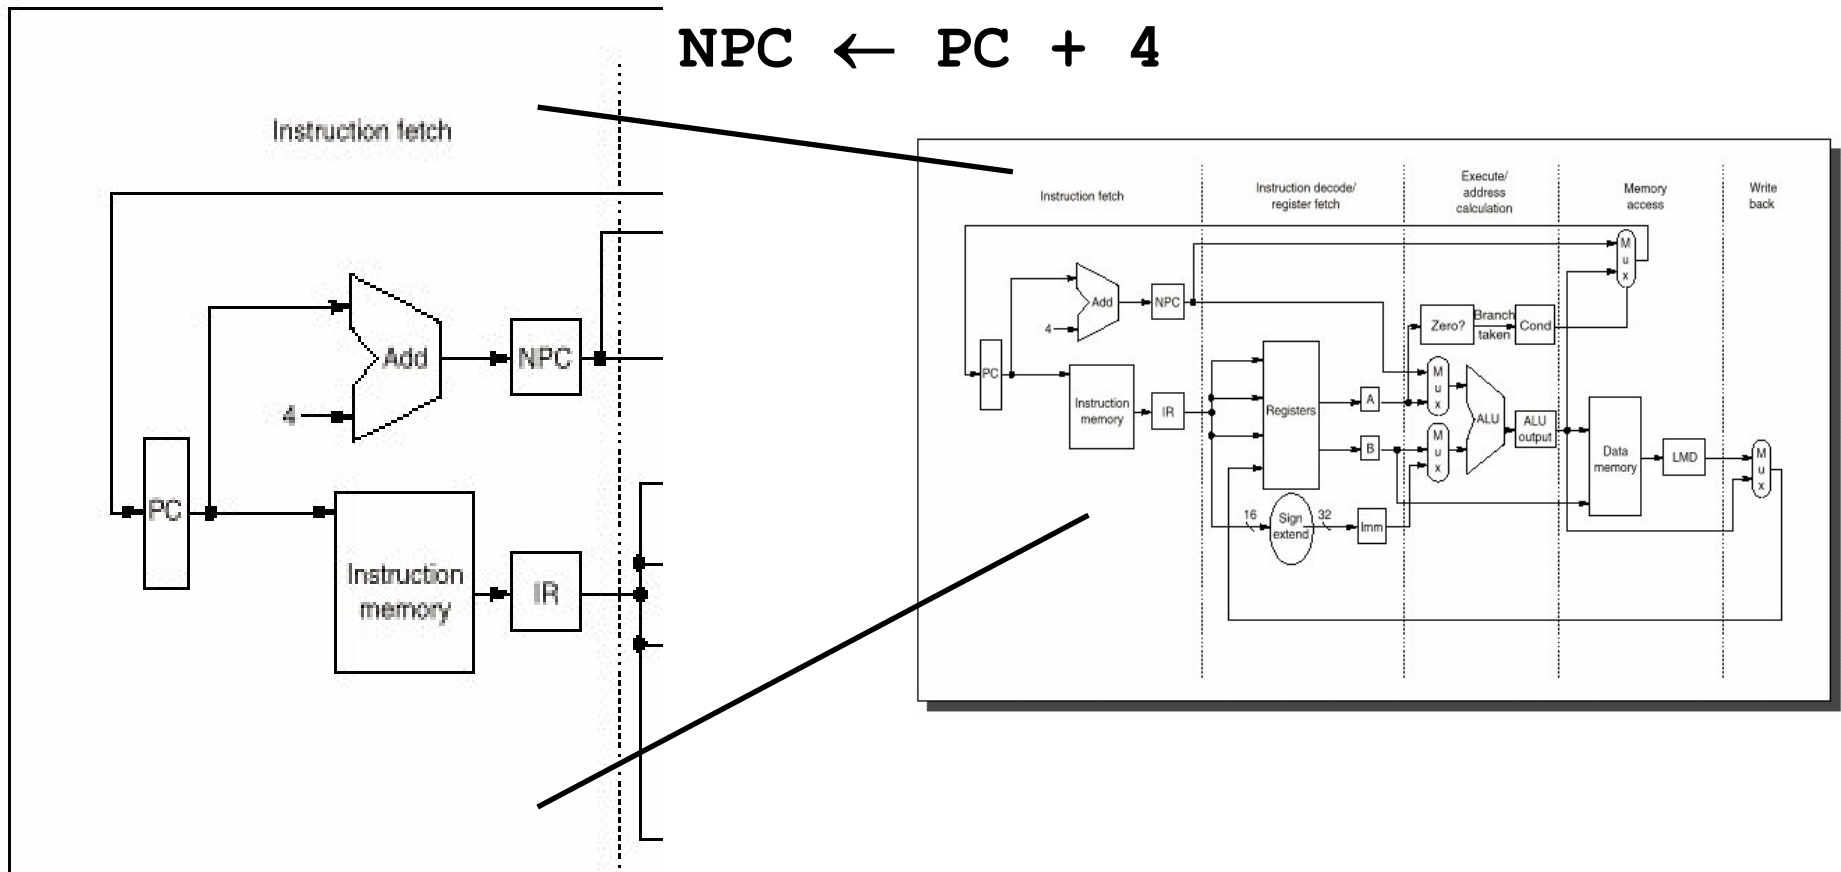 NPC ← PC + 4
Instruction fetch
Add
NPC
4
PC
Instruction
memory
IR
Instruction fetch
Instruction decode/
register fetch
Execute/
address
calculation
Memory
access
Write
back
M
u
x
Add
NPC
4
Zero?
Branch
taken
Cond
PC
Instruction
memory
IR
Registers
A
B
M
u
x
M
u
x
ALU
ALU
output
Data
memory
LMD
M
u
x
16
Sign
extend
32
Imm